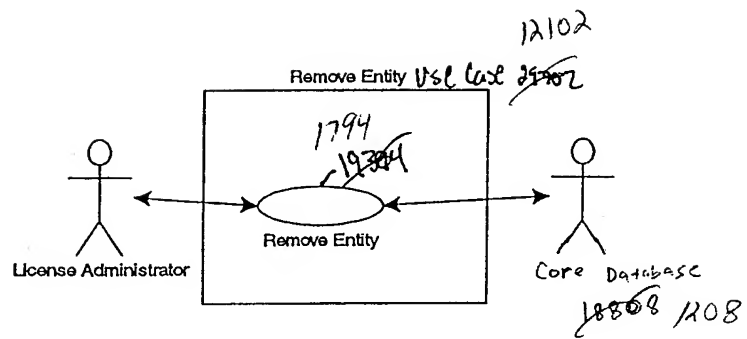 12102
Remove Entity Use Case
1794
Remove Entity
License Administrator
Core Database
1208